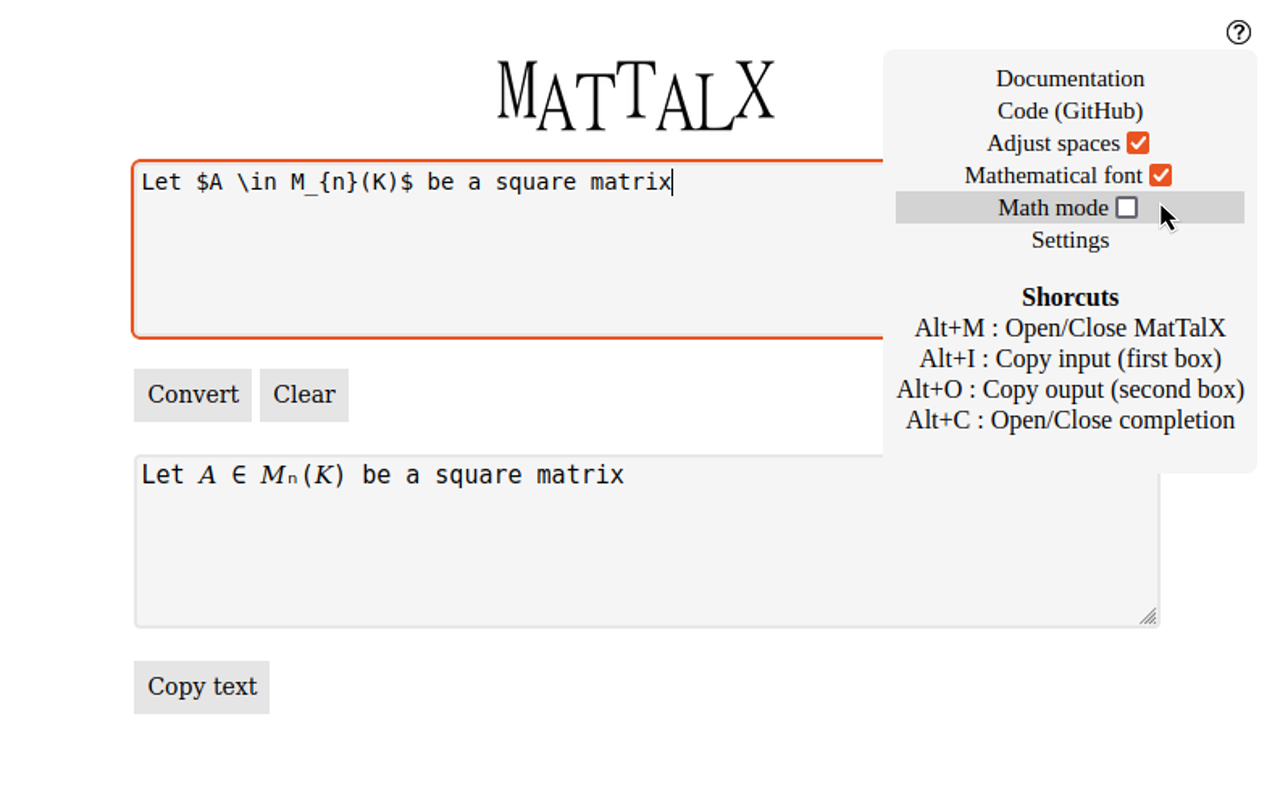 ?
MATTALX
Let $A \in M_{n}(K)$ be a square matrix
Convert Clear
Let 𝐴 ∈ 𝑀ₙ(𝐾) be a square matrix
Copy text
Documentation
Code (GitHub)
Adjust spaces
Mathematical font
Math mode
Settings
Shorcuts
Alt+M : Open/Close MatTalX
Alt+I : Copy input (first box)
Alt+O : Copy ouput (second box)
Alt+C : Open/Close completion